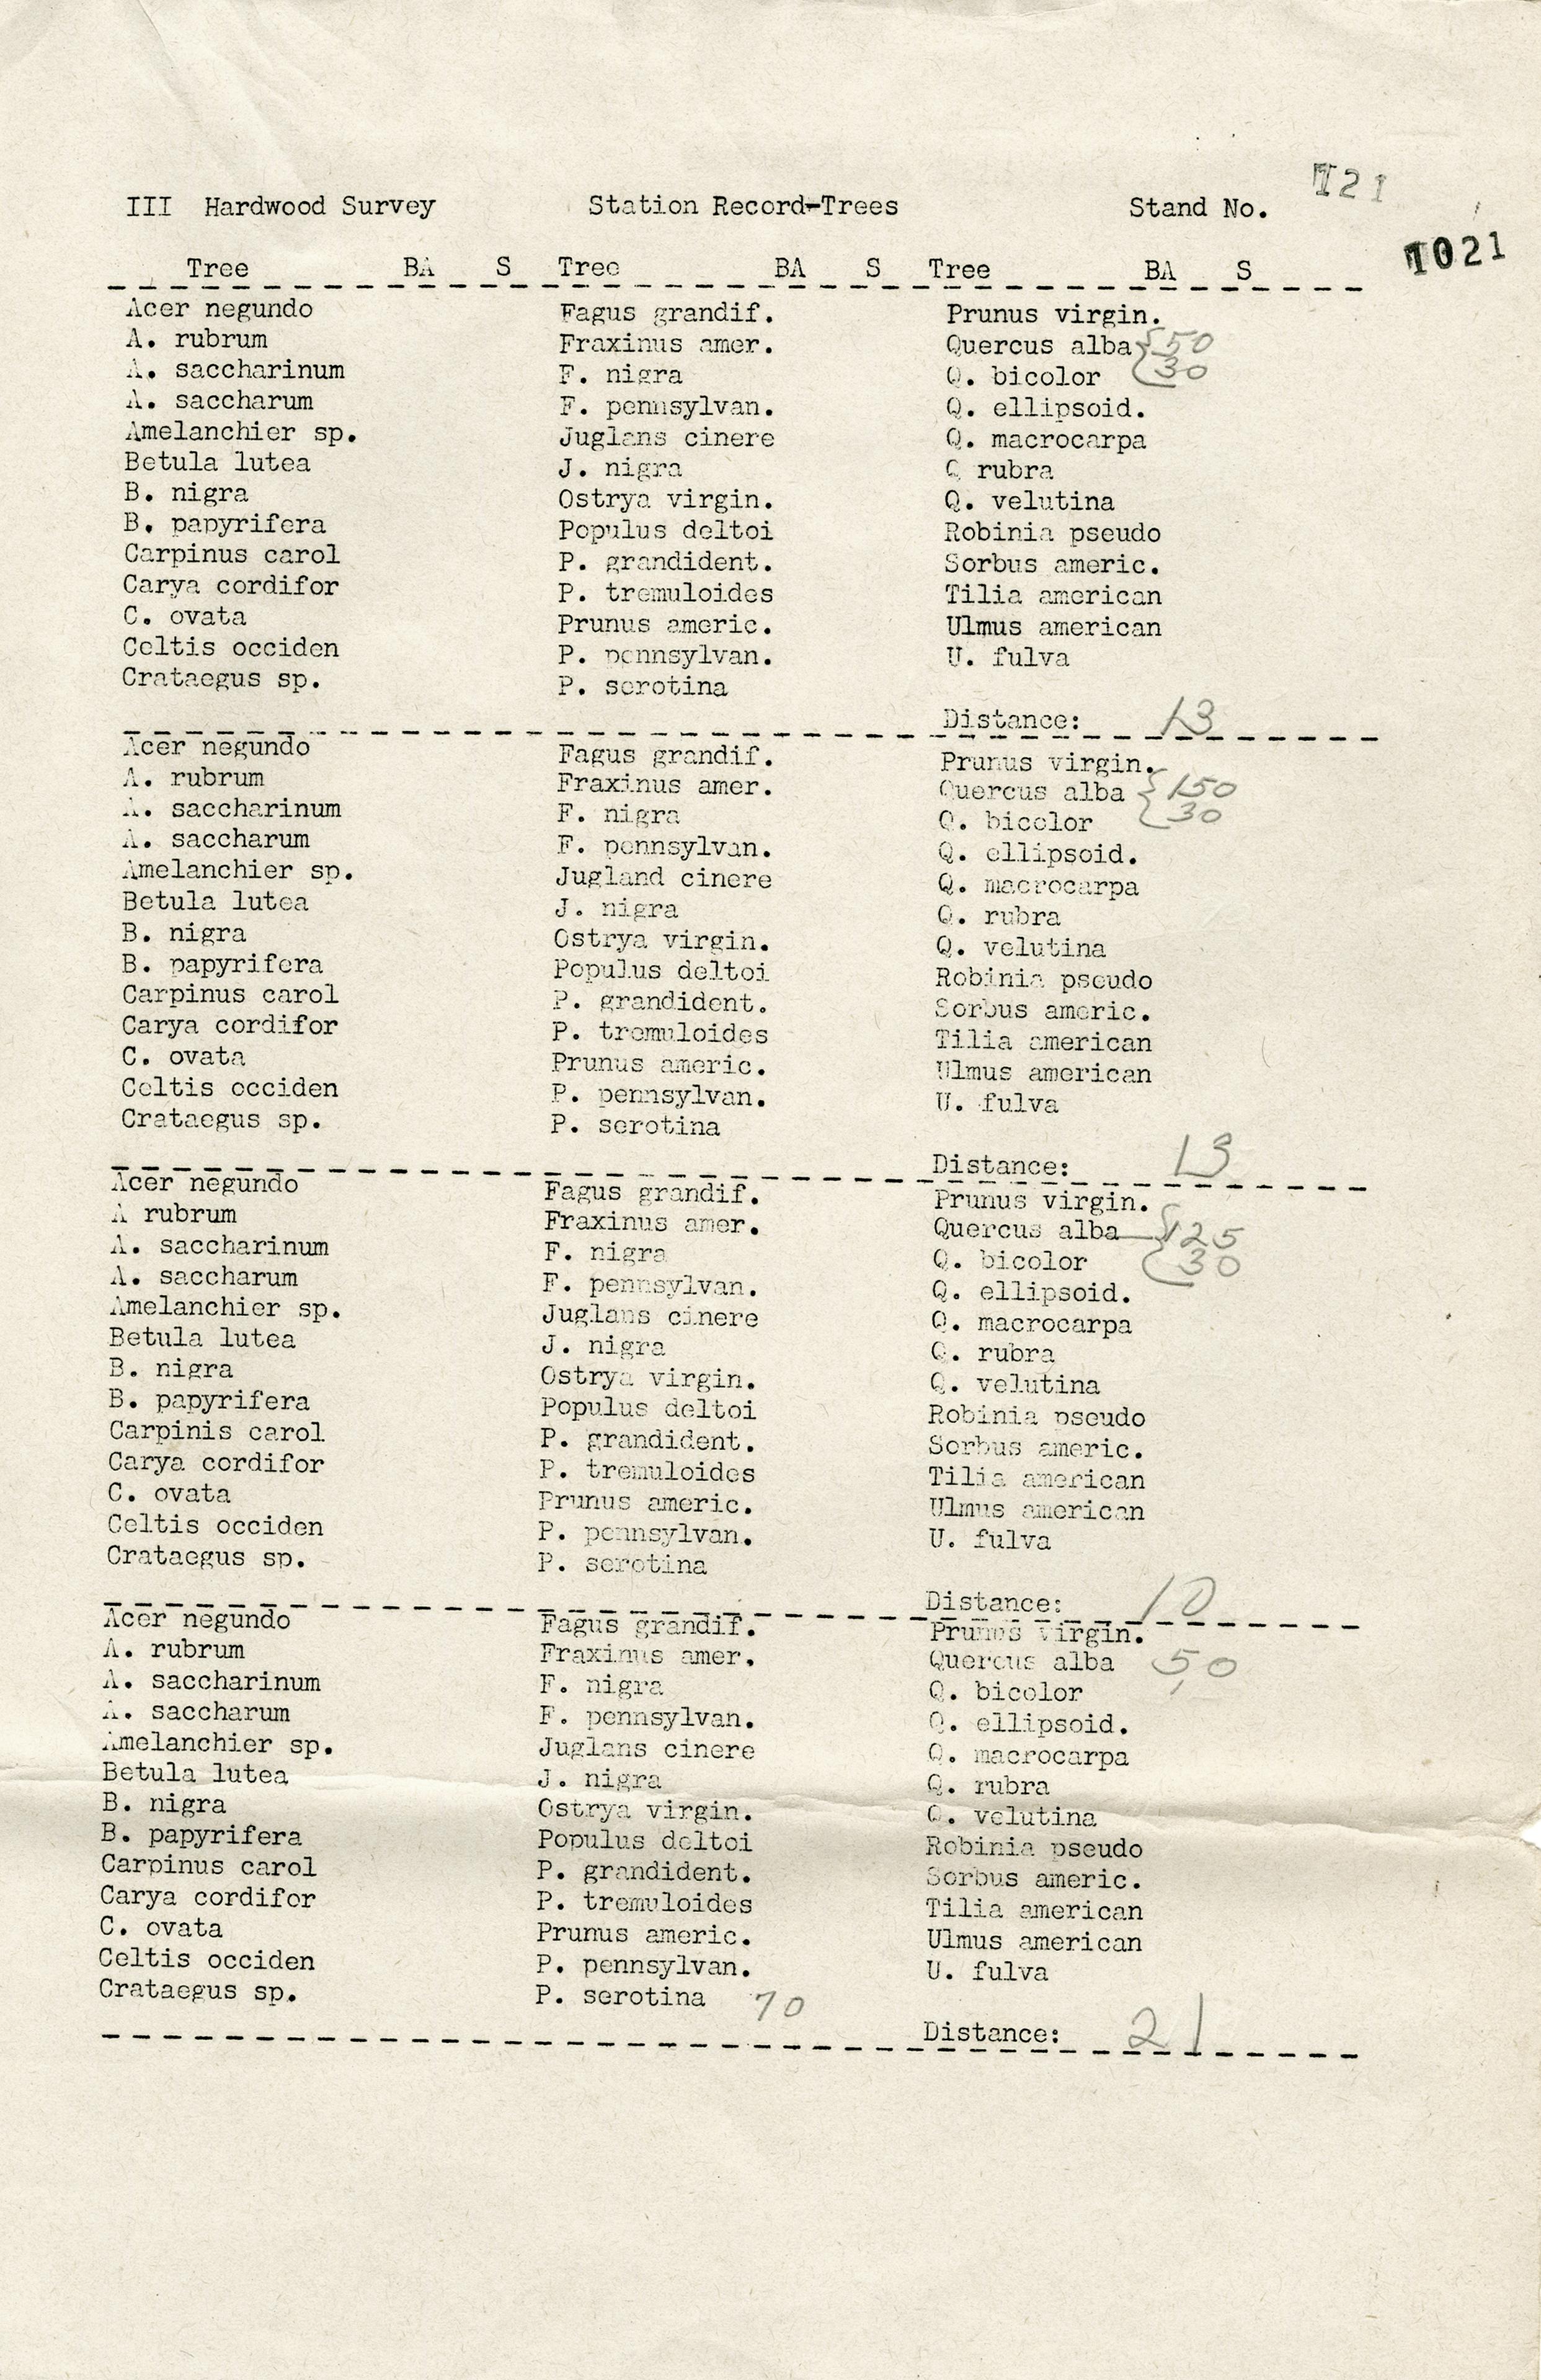 121
III Hardwood Survey Station Record-Trees Stand No.
1021
Tree BA S Tree BA S Tree BA S
Acer negundo Fagus grandif. Prunus virgin.
A. rubrum Fraxinus amer. Quercus alba 50
A. saccharinum F. nigra Q. bicolor 30
A. saccharum F. pennsylvan. Q. ellipsoid.
Amelanchier sp. Juglans cinere Q. macrocarpa
Betula lutea J. nigra Q rubra
B. nigra Ostrya virgin. Q. velutina
B. papyrifera Populus deltoi Robinia pseudo
Carpinus carol P. grandident. Sorbus americ.
Carya cordifor P. tremuloides Tilia american
C. ovata Prunus americ. Ulmus american
Celtis occiden P. pennsylvan. U. fulva
Crataegus sp. P. serotina
Distance: 13
Acer negundo Fagus grandif. Prunus virgin.
A. rubrum Fraxinus amer. Quercus alba 150
A. saccharinum F. nigra Q. bicolor 30
A. saccharum F. pennsylvan. Q. ellipsoid.
Amelanchier sp. Jugland cinere Q. macrocarpa
Betula lutea J. nigra Q. rubra
B. nigra Ostrya virgin. Q. velutina
B. papyrifera Populus deltoi Robinia pseudo
Carpinus carol P. grandident. Sorbus americ.
Carya cordifor P. tremuloides Tilia american
C. ovata Prunus americ. Ulmus american
Celtis occiden P. pennsylvan. U. fulva
Crataegus sp. P. serotina
Distance: 13
Acer negundo Fagus grandif. Prunus virgin.
A rubrum Fraxinus amer. Quercus alba 125
A. saccharinum F. nigra Q. bicolor 30
A. saccharum F. pennsylvan. Q. ellipsoid.
Amelanchier sp. Juglans cinere Q. macrocarpa
Betula lutea J. nigra Q. rubra
B. nigra Ostrya virgin. Q. velutina
B. papyrifera Populus deltoi Robinia pseudo
Carpinis carol P. grandident. Sorbus americ.
Carya cordifor P. tremuloides Tilia american
C. ovata Prunus americ. Ulmus american
Celtis occiden P. pennsylvan. U. fulva
Crataegus sp. P. serotina
Distance: 10
Acer negundo Fagus grandif. Prunus virgin.
A. rubrum Fraxinus amer. Quercus alba 50
A. saccharinum F. nigra Q. bicolor
A. saccharum F. pennsylvan. Q. ellipsoid.
Amelanchier sp. Juglans cinere Q. macrocarpa
Betula lutea J. nigra Q. rubra
B. nigra Ostrya virgin. Q. velutina
B. papyrifera Populus deltoi Robinia pseudo
Carpinus carol P. grandident. Sorbus americ.
Carya cordifor P. tremuloides Tilia american
C. ovata Prunus americ. Ulmus american
Celtis occiden P. pennsylvan. U. fulva
Crataegus sp. P. serotina 70
Distance: 21